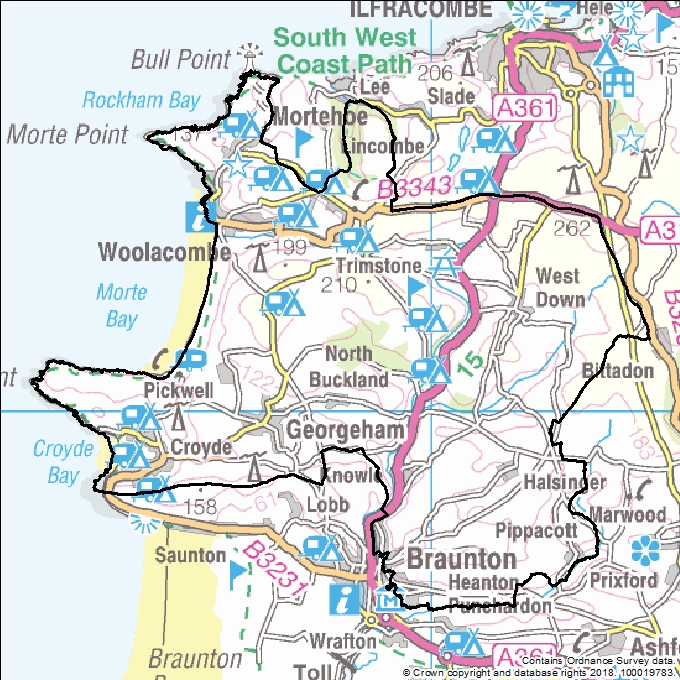 ILFRACOMBE
Hele
Bull Point
South West
Coast Path
206
Lee
Slade
Rockham Bay
A361
Mortehoe
137
Morte Point
Lincombe
B3343
262
Woolacombe
199
Trimstone
210
West
Down
Morte
Bay
15
North
Buckland
Bittadon
Pickwell
122
Georgeham
Croyde
183
Croyde
Bay
Knowle
Halsinger
158
Lobb
Marwood
Pippacott
Saunton
B3231
Braunton
Heanton
Punchardon
Prixford
i
M
Wrafton
Braunton
Toll
A361
Contains Ordnance Survey data.
© Crown copyright and database rights 2018. 100019783